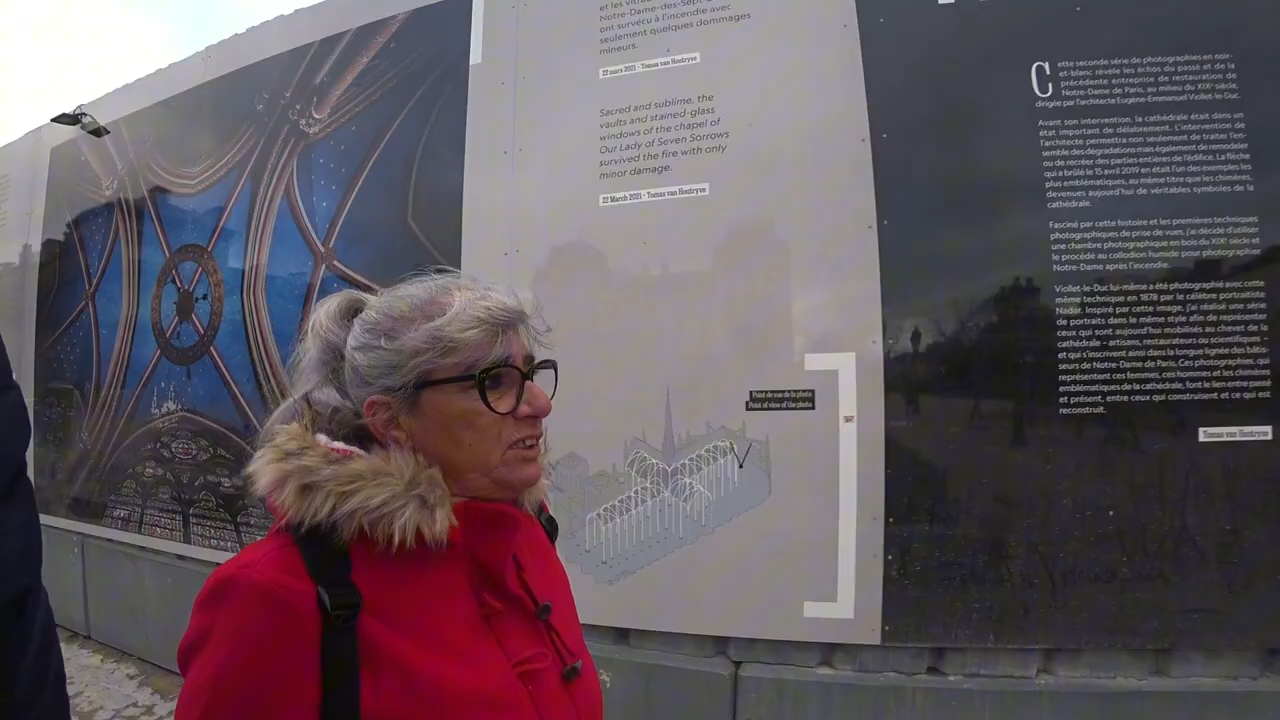 et les vitraux
Notre-Dame-des-Sept-
ont survécu à l'incendie avec
seulement quelques dommages
mineurs.
22 mars 2021 - Tomas van Houtryve
Sacred and sublime, the
vaults and stained-glass
windows of the chapel of
Our Lady of Seven Sorrows
survived the fire with only
minor damage.
22 March 2021 - Tomas van Houtryve
Point de vue de la photo
Point of view of the photo
Cette seconde série de photographies en noir-
et-blanc révèle les échos du passé et de la
précédente entreprise de restauration de
Notre-Dame de Paris, au milieu du XIXe siècle,
dirigée par l'architecte Eugène-Emmanuel Viollet-le-Duc.
Avant son intervention, la cathédrale était dans un
état important de délabrement. L'intervention de
l'architecte permettra non seulement de traiter l'en-
semble des dégradations mais également de remodeler
ou de recréer des parties entières de l'édifice. La flèche
qui a brûlé le 15 avril 2019 en était l'un des exemples les
plus emblématiques, au même titre que les chimères,
devenues aujourd'hui de véritables symboles de la
cathédrale.
Fasciné par cette histoire et les premières techniques
photographiques de prise de vues, j'ai décidé d'utiliser
une chambre photographique en bois du XIXe siècle et
le procédé au collodion humide pour photographier
Notre-Dame après l'incendie.
Viollet-le-Duc lui-même a été photographié avec cette
même technique en 1878 par le célèbre portraitiste
Nadar. Inspiré par cette image, j'ai réalisé une série
de portraits dans le même style afin de représenter
ceux qui sont aujourd'hui mobilisés au chevet de la
cathédrale – artisans, restaurateurs ou scientifiques –
et qui s'inscrivent ainsi dans la longue lignée des bâtis-
seurs de Notre-Dame de Paris. Ces photographies, qui
représentent ces femmes, ces hommes et les chimères
emblématiques de la cathédrale, font le lien entre passé
et présent, entre ceux qui construisent et ce qui est
reconstruit.
Tomas van Houtryve